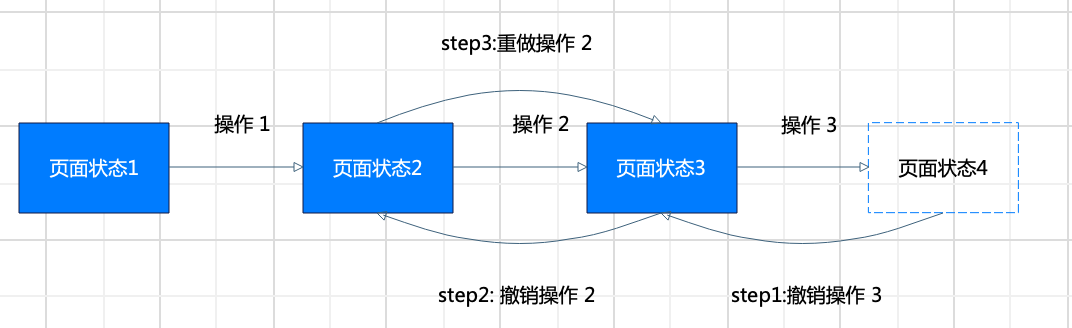 step3:重做操作 2
操作 1
操作 2
操作 3
页面状态1
页面状态2
页面状态3
页面状态4
step2: 撤销操作 2
step1:撤销操作 3